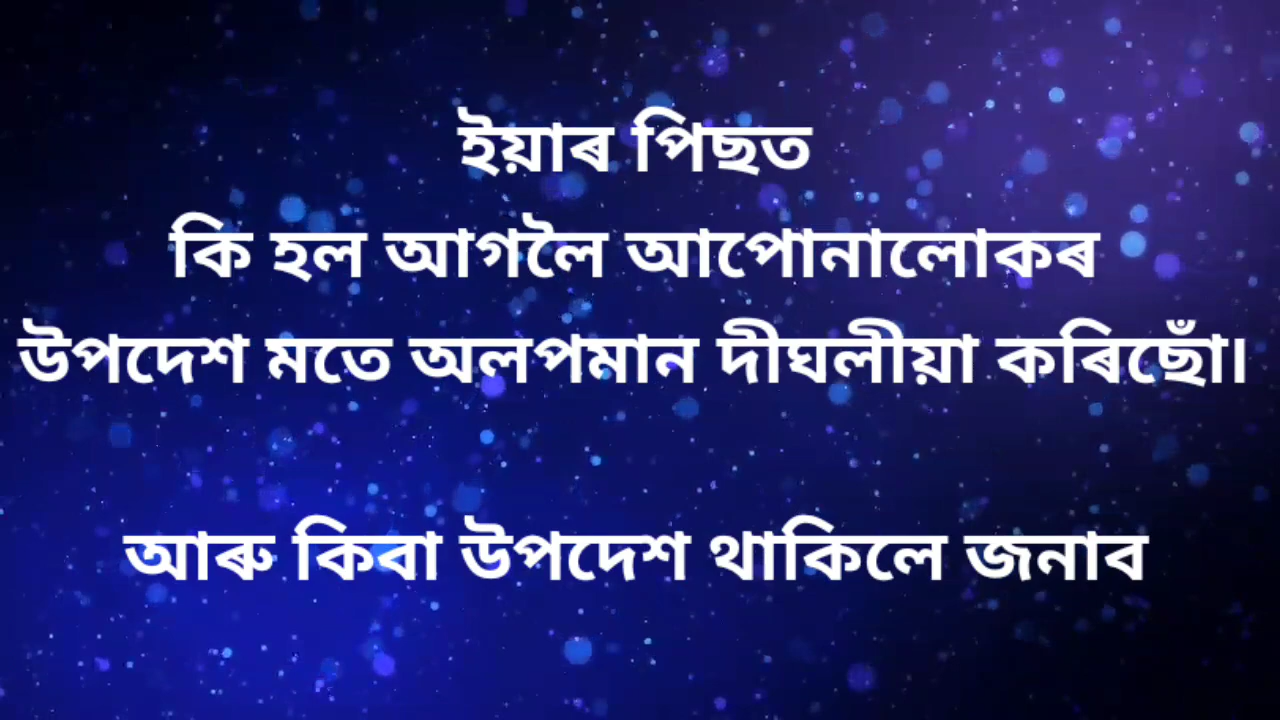 ইয়াৰ পিছত
কি হল আগলৈ আপোনালোকৰ
উপদেশ মতে অলপমান দীঘলীয়া কৰিছোঁ।
আৰু কিবা উপদেশ থাকিলে জনাব